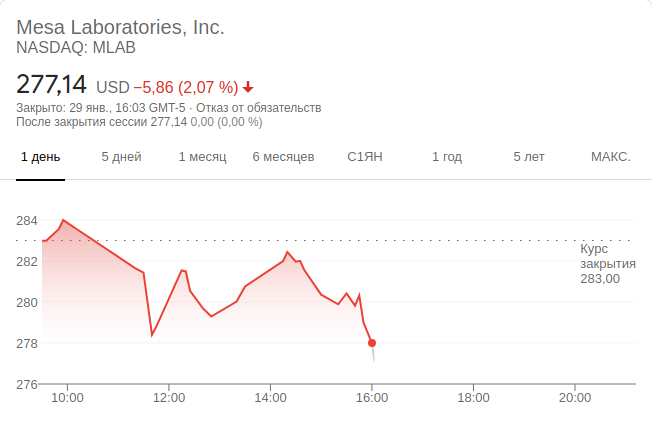 Mesa Laboratories, Inc.
NASDAQ: MLAB
277,14 USD −5,86 (2,07 %)
Закрыто: 29 янв., 16:03 GMT-5 · Отказ от обязательств
После закрытия сессии 277,14 0,00 (0,00 %)
1 день 5 дней 1 месяц 6 месяцев С1ЯН 1 год 5 лет МАКС.
284
282
280
278
276
Курс
закрытия
283,00
10:00 12:00 14:00 16:00 18:00 20:00